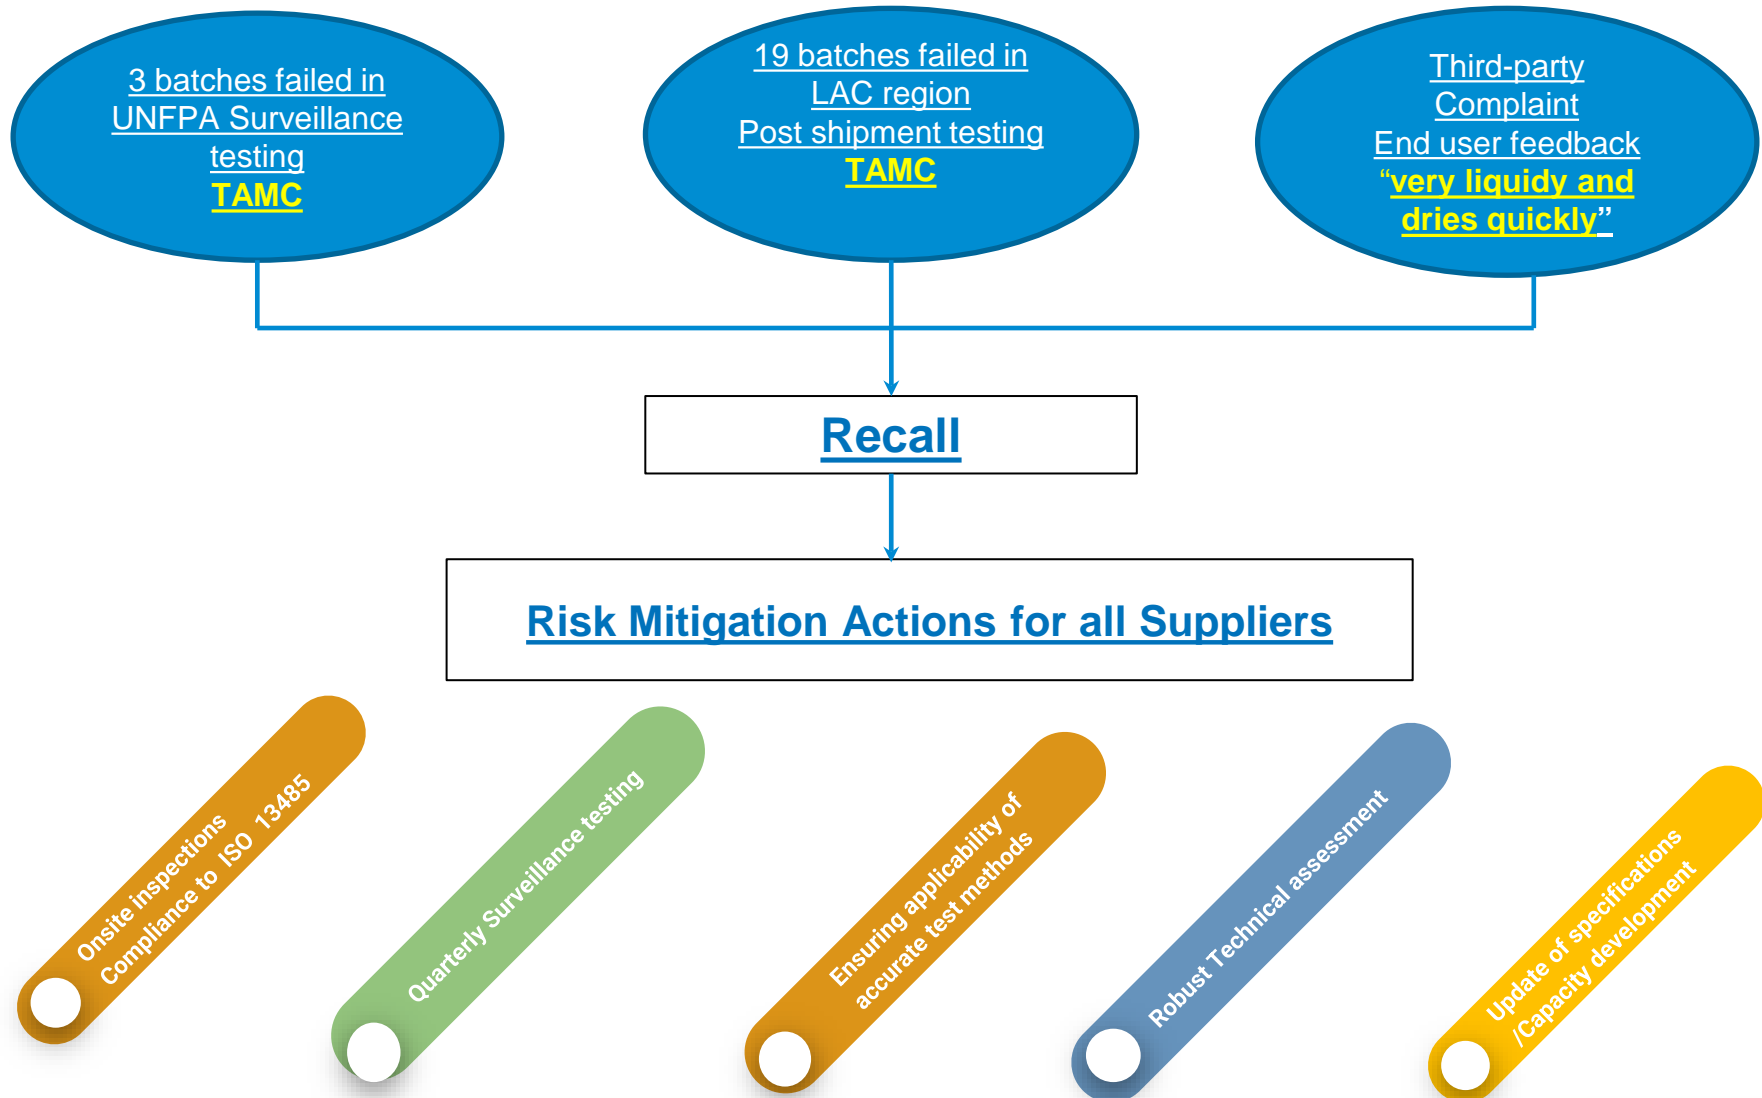 3 batches failed in
UNFPA Surveillance
testing
TAMC
19 batches failed in
LAC region
Post shipment testing
TAMC
Third-party
Complaint
End user feedback
“very liquidy and
dries quickly”
Recall
Risk Mitigation Actions for all Suppliers
Onsite inspections
Compliance to ISO 13485
Quarterly Surveillance testing
Ensuring applicability of
accurate test methods
Robust Technical assessment
Update of specifications
/Capacity development